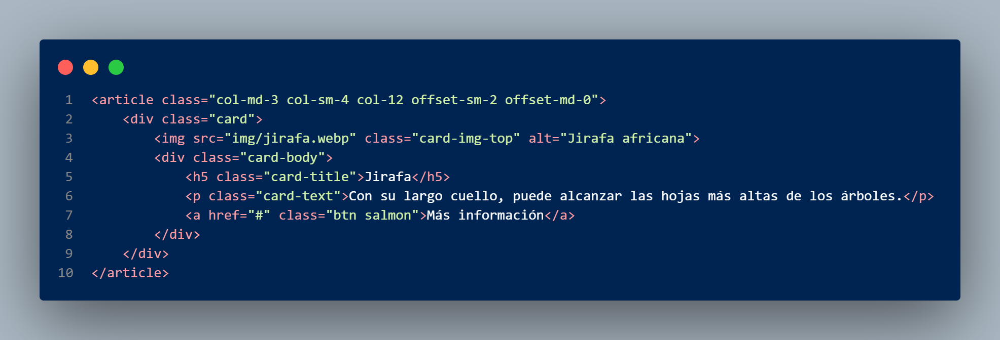 1 <article class="col-md-3 col-sm-4 col-12 offset-sm-2 offset-md-0">
2     <div class="card">
3         <img src="img/jirafa.webp" class="card-img-top" alt="Jirafa africana">
4         <div class="card-body">
5             <h5 class="card-title">Jirafa</h5>
6             <p class="card-text">Con su largo cuello, puede alcanzar las hojas más altas de los árboles.</p>
7             <a href="#" class="btn salmon">Más información</a>
8         </div>
9     </div>
10 </article>